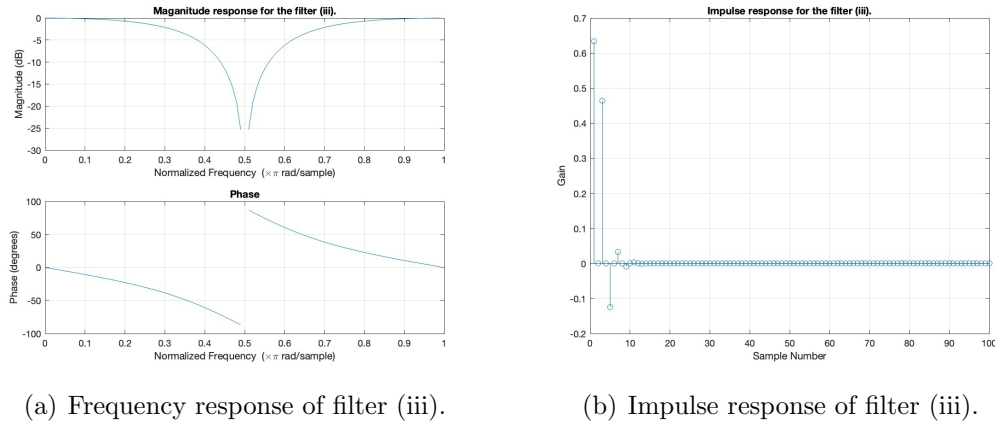 Magnitude response for the filter (iii).
0
-5
-10
-15
-20
-25
-30
Magnitude (dB)
0 0.1 0.2 0.3 0.4 0.5 0.6 0.7 0.8 0.9 1
Normalized Frequency (×π rad/sample)
Phase
100
50
0
-50
-100
Phase (degrees)
0 0.1 0.2 0.3 0.4 0.5 0.6 0.7 0.8 0.9 1
Normalized Frequency (×π rad/sample)
(a) Frequency response of filter (iii).
Impulse response for the filter (iii).
0.7
0.6
0.5
0.4
0.3
0.2
0.1
0
-0.1
-0.2
Gain
0 10 20 30 40 50 60 70 80 90 100
Sample Number
(b) Impulse response of filter (iii).